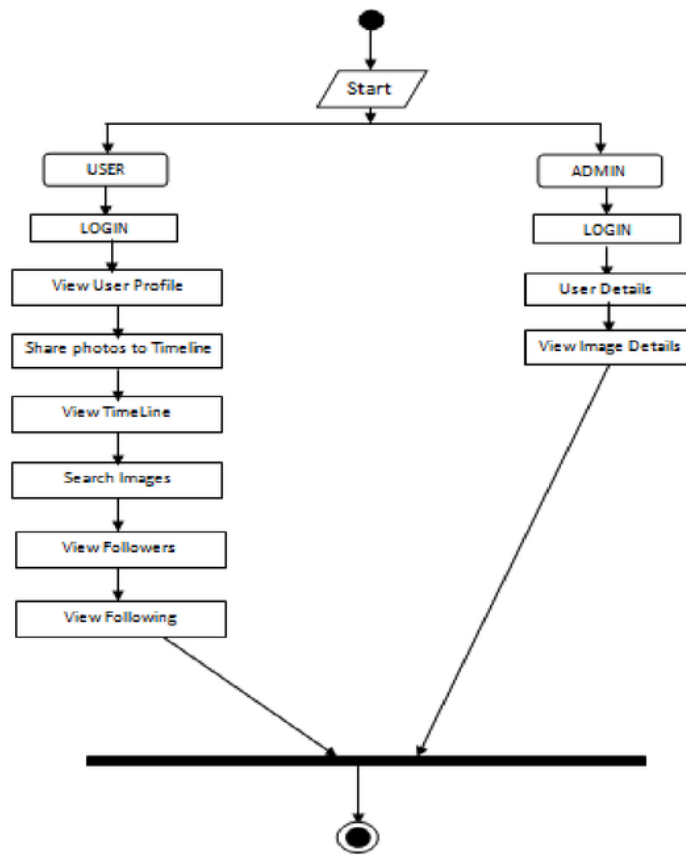 Start
USER
LOGIN
View User Profile
Share photos to Timeline
View TimeLine
Search Images
View Followers
View Following
ADMIN
LOGIN
User Details
View Image Details